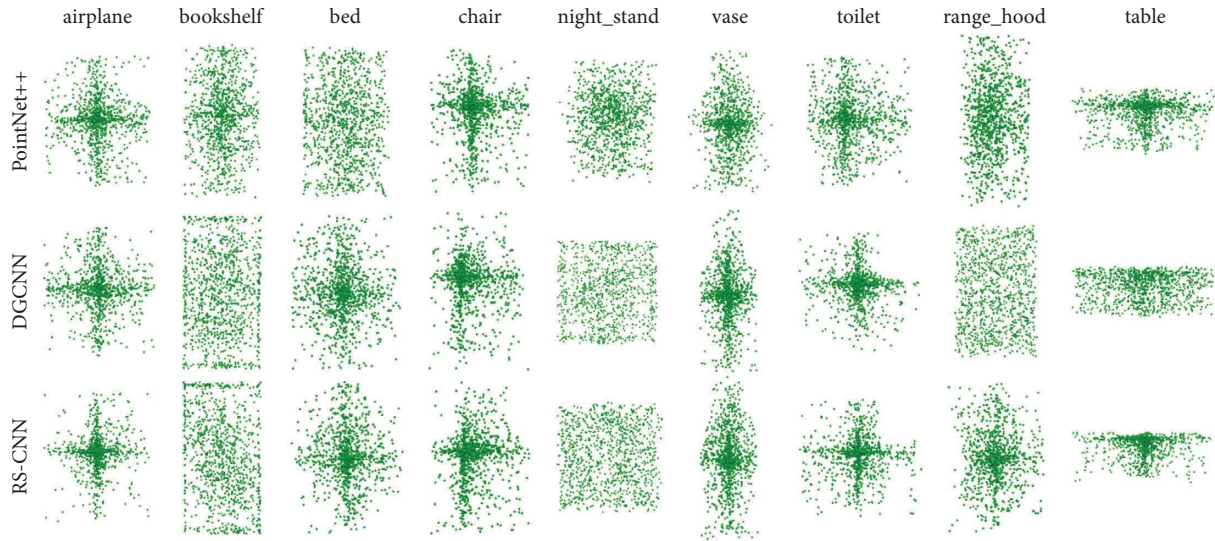 airplane bookshelf bed chair night_stand vase toilet range_hood table
PointNet++
DGCNN
RS-CNN